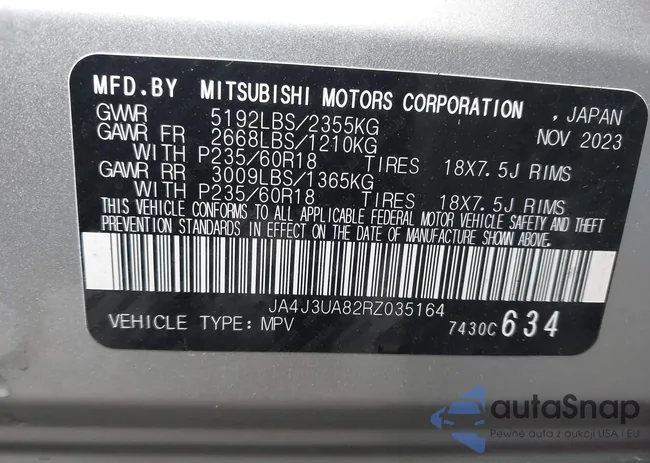 MFD.BY MITSUBISHI MOTORS CORPORATION , JAPAN
GVWR 5192LBS/2355KG NOV 2023
GAWR FR 2668LBS/1210KG
WITH P235/60R18 TIRES 18X7.5J RIMS
GAWR RR 3009LBS/1365KG
WITH P235/60R18 TIRES 18X7.5J RIMS
THIS VEHICLE CONFORMS TO ALL APPLICABLE FEDERAL MOTOR VEHICLE SAFETY AND THEFT
PREVENTION STANDARDS IN EFFECT ON THE DATE OF MANUFACTURE SHOWN ABOVE.
JA4J3UA82RZ035164
VEHICLE TYPE: MPV 7430C 634
autaSnap
Pewne auta z aukcji USA i EU